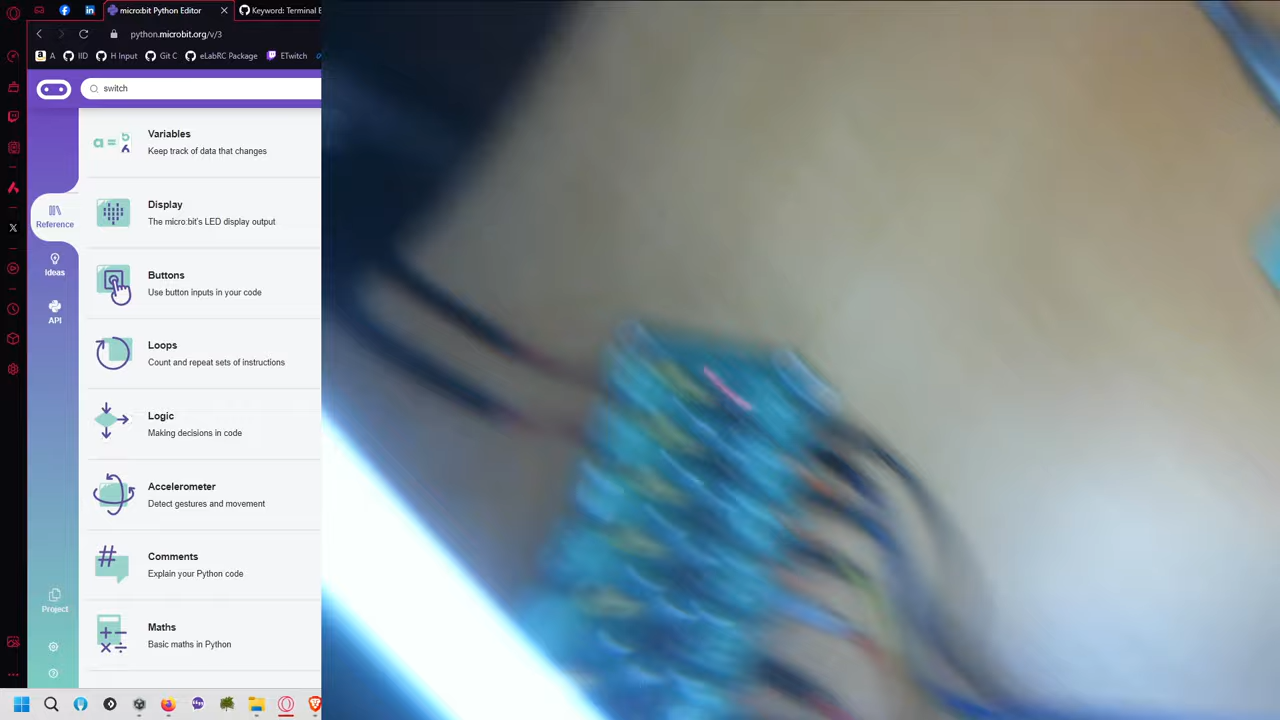 micro:bit Python Editor
Keyword: Terminal E
python.microbit.org/v/3
A
IID
H Input
Git C
eLabRC Package
ETwitch
switch
Variables
Keep track of data that changes
Display
The micro:bit's LED display output
Reference
Buttons
Use button inputs in your code
Ideas
API
Loops
Count and repeat sets of instructions
Logic
Making decisions in code
Accelerometer
Detect gestures and movement
Comments
Explain your Python code
Project
Maths
Basic maths in Python